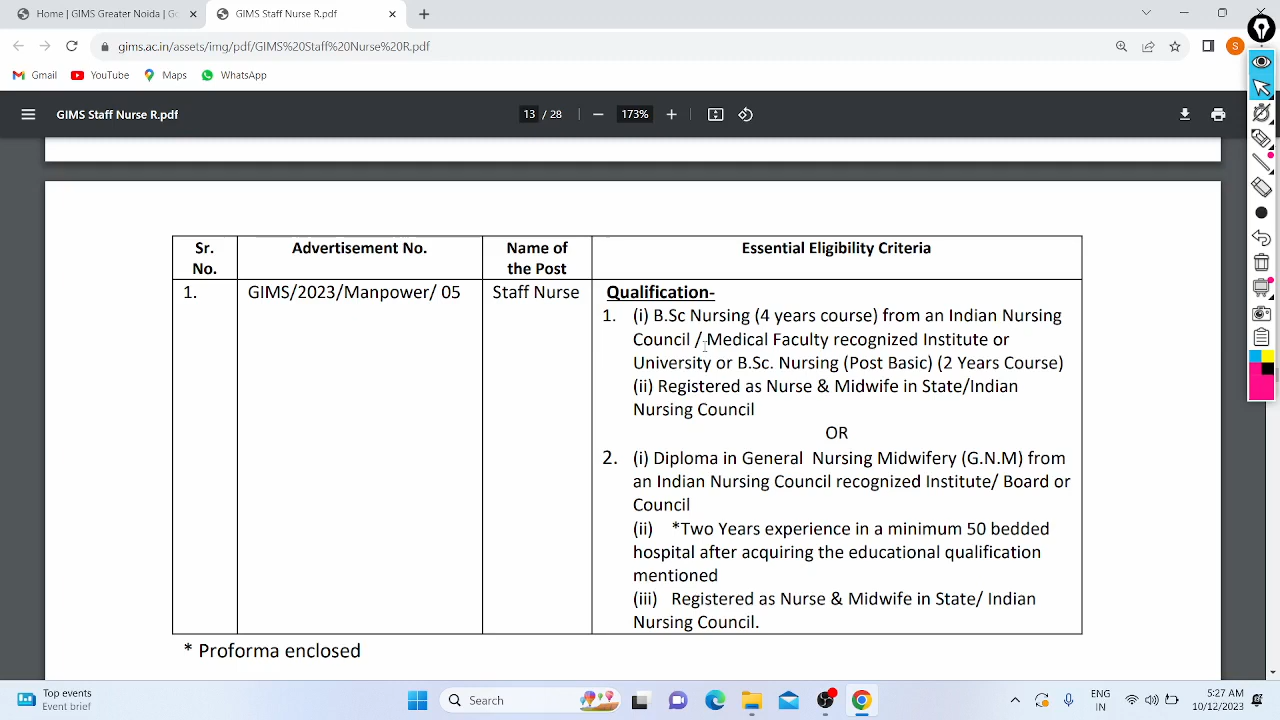 Home | GIMS Greater Noida | Go
GIMS Staff Nurse R.pdf
gims.ac.in/assets/img/pdf/GIMS%20Staff%20Nurse%20R.pdf
S
Gmail
YouTube
Maps
WhatsApp
GIMS Staff Nurse R.pdf
13 / 28
173%
Sr. No.
Advertisement No.
Name of the Post
Essential Eligibility Criteria
1.
GIMS/2023/Manpower/ 05
Staff Nurse
Qualification-
1. (i) B.Sc Nursing (4 years course) from an Indian Nursing
Council / Medical Faculty recognized Institute or
University or B.Sc. Nursing (Post Basic) (2 Years Course)
(ii) Registered as Nurse & Midwife in State/Indian
Nursing Council
OR
2. (i) Diploma in General Nursing Midwifery (G.N.M) from
an Indian Nursing Council recognized Institute/ Board or
Council
(ii) *Two Years experience in a minimum 50 bedded
hospital after acquiring the educational qualification
mentioned
(iii) Registered as Nurse & Midwife in State/ Indian
Nursing Council.
* Proforma enclosed
Top events
Event brief
Search
ENG
IN
5:27 AM
10/12/2023